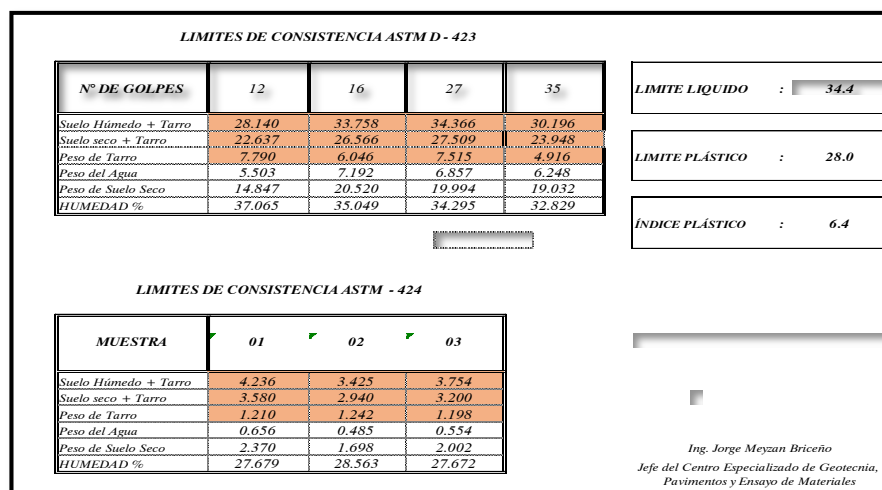 LIMITES DE CONSISTENCIA ASTM D - 423
Nº DE GOLPES 12 16 27 35
Suelo Húmedo + Tarro 28.140 33.758 34.366 30.196
Suelo seco + Tarro 22.637 26.566 27.509 23.948
Peso de Tarro 7.790 6.046 7.515 4.916
Peso del Agua 5.503 7.192 6.857 6.248
Peso de Suelo Seco 14.847 20.520 19.994 19.032
HUMEDAD % 37.065 35.049 34.295 32.829
LIMITE LIQUIDO : 34.4
LIMITE PLÁSTICO : 28.0
ÍNDICE PLÁSTICO : 6.4
LIMITES DE CONSISTENCIA ASTM - 424
MUESTRA 01 02 03
Suelo Húmedo + Tarro 4.236 3.425 3.754
Suelo seco + Tarro 3.580 2.940 3.200
Peso de Tarro 1.210 1.242 1.198
Peso del Agua 0.656 0.485 0.554
Peso de Suelo Seco 2.370 1.698 2.002
HUMEDAD % 27.679 28.563 27.672
Ing. Jorge Meyzan Briceño
Jefe del Centro Especializado de Geotecnia,
Pavimentos y Ensayo de Materiales